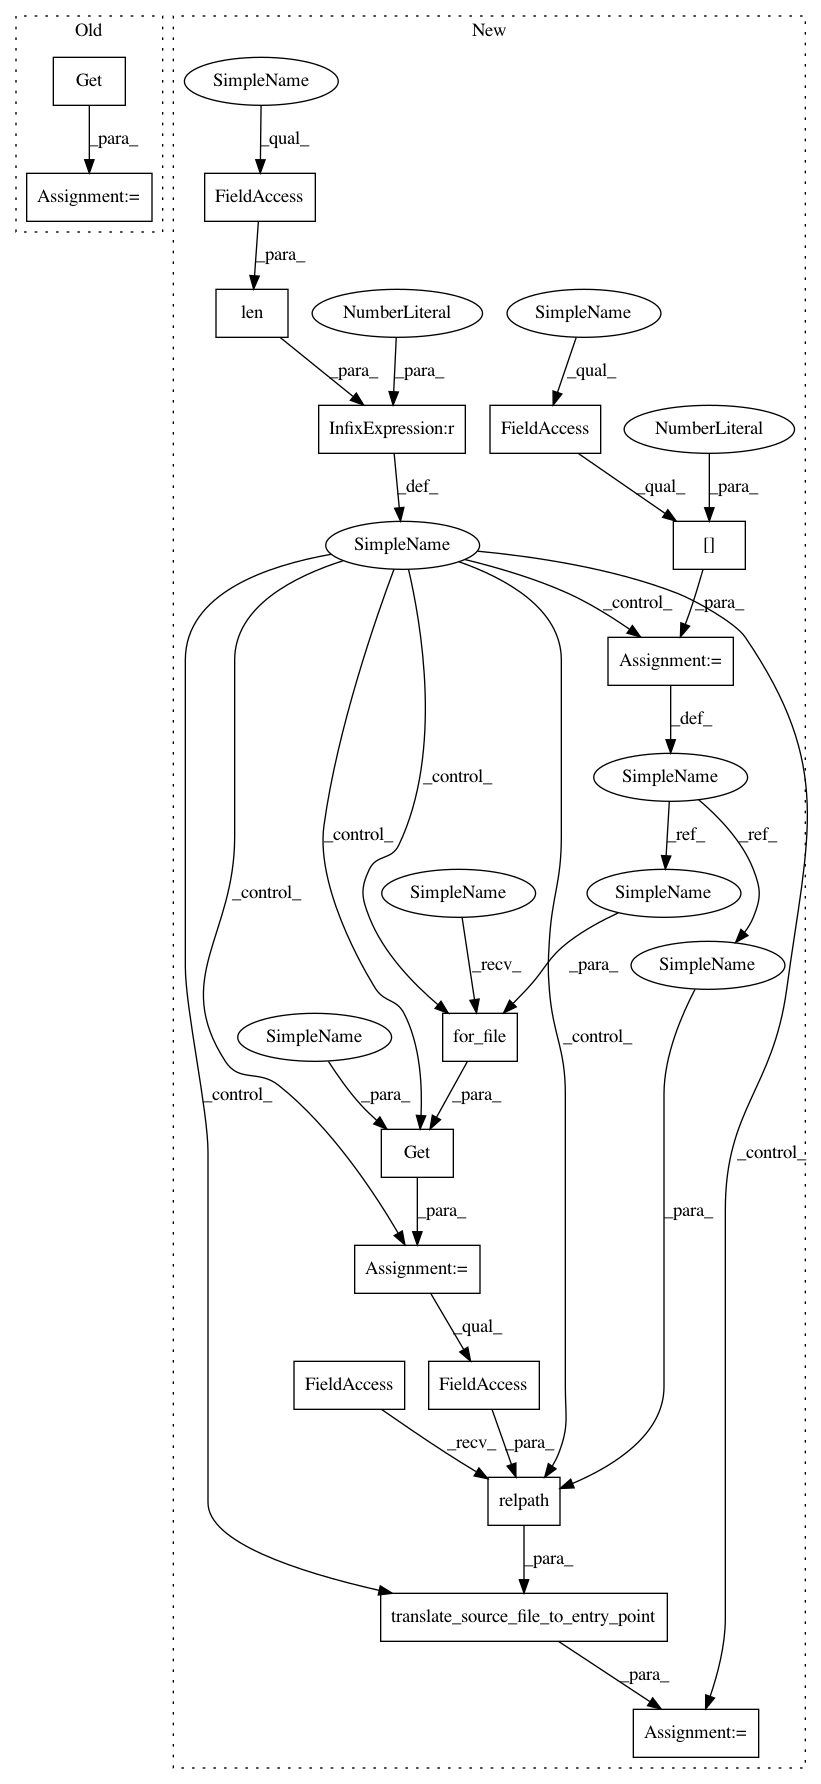 Old
New
Get
SimpleName
_para_
_qual_
Assignment:=
FieldAccess
_para_
len
NumberLiteral
SimpleName
_para_
_para_
_qual_
InfixExpression:r
FieldAccess
NumberLiteral
_def_
_qual_
_para_
SimpleName
[]
_control_
_para_
Assignment:=
_def_
_control_
SimpleName
_control_
_ref_
_ref_
_control_
SimpleName
SimpleName
_recv_
_para_
SimpleName
SimpleName
for_file
_control_
_control_
_para_
_para_
Get
_control_
_para_
_para_
Assignment:=
_qual_
FieldAccess
FieldAccess
_recv_
_para_
relpath
_para_
translate_source_file_to_entry_point
_para_
Assignment:=